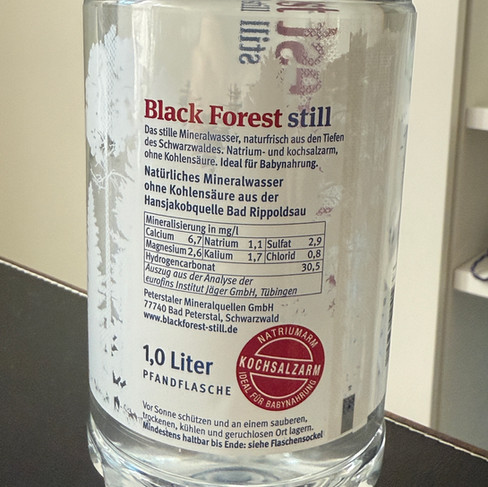 Black Forest still
Das stille Mineralwasser, naturfrisch aus den Tiefen
des Schwarzwaldes. Natrium- und kochsalzarm,
ohne Kohlensäure. Ideal für Babynahrung.
Natürliches Mineralwasser
ohne Kohlensäure aus der
Hansjakobquelle Bad Rippoldsau
Mineralisierung in mg/l
Calcium 6,7 Natrium 1,1 Sulfat 2,9
Magnesium 2,6 Kalium 1,7 Chlorid 0,8
Hydrogencarbonat 30,5
Auszug aus der Analyse der
eurofins Institut Jäger GmbH, Tübingen
Peterstaler Mineralquellen GmbH
77740 Bad Peterstal, Schwarzwald
www.blackforest-still.de
1,0 Liter
PFANDFLASCHE
NATRIUMARM
KOCHSALZARM
IDEAL FÜR BABYNAHRUNG
Vor Sonne schützen und an einem sauberen,
trockenen, kühlen und geruchlosen Ort lagern.
Mindestens haltbar bis Ende: siehe Flaschensockel